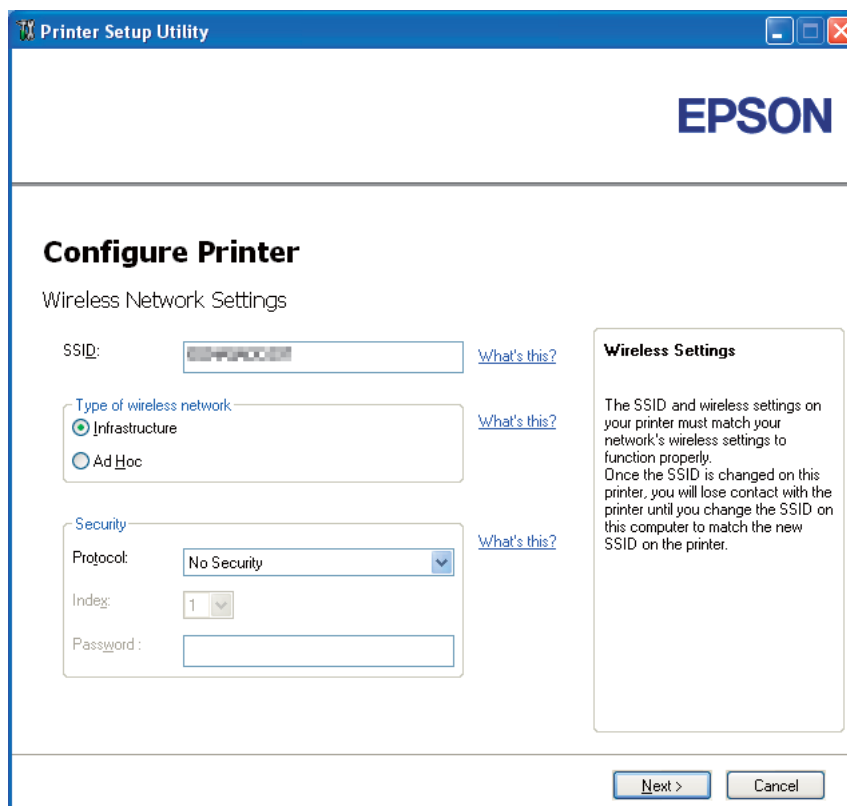 Printer Setup Utility
EPSON
Configure Printer
Wireless Network Settings
SSID:
What's this?
Type of wireless network
Infrastructure
Ad Hoc
What's this?
Security
Protocol:
No Security
What's this?
Index:
1
Password :
Wireless Settings
The SSID and wireless settings on
your printer must match your
network's wireless settings to
function properly.
Once the SSID is changed on this
printer, you will lose contact with the
printer until you change the SSID on
this computer to match the new
SSID on the printer.
Next >
Cancel